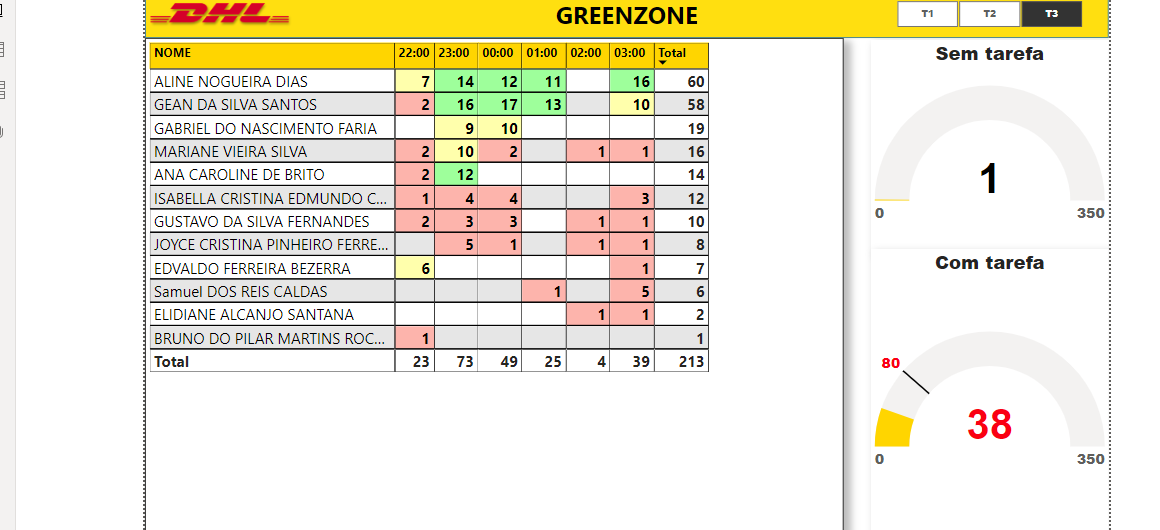 DHL
GREENZONE
T1 T2 T3
NOME 22:00 23:00 00:00 01:00 02:00 03:00 Total
ALINE NOGUEIRA DIAS 7 14 12 11 16 60
GEAN DA SILVA SANTOS 2 16 17 13 10 58
GABRIEL DO NASCIMENTO FARIA 9 10 19
MARIANE VIEIRA SILVA 2 10 2 1 1 16
ANA CAROLINE DE BRITO 2 12 14
ISABELLA CRISTINA EDMUNDO C... 1 4 4 3 12
GUSTAVO DA SILVA FERNANDES 2 3 3 1 1 10
JOYCE CRISTINA PINHEIRO FERRE... 5 1 1 1 8
EDVALDO FERREIRA BEZERRA 6 1 7
Samuel DOS REIS CALDAS 1 5 6
ELIDIANE ALCANJO SANTANA 1 1 2
BRUNO DO PILAR MARTINS ROC... 1 1
Total 23 73 49 25 4 39 213
Sem tarefa
1
0 350
Com tarefa
80
38
0 350